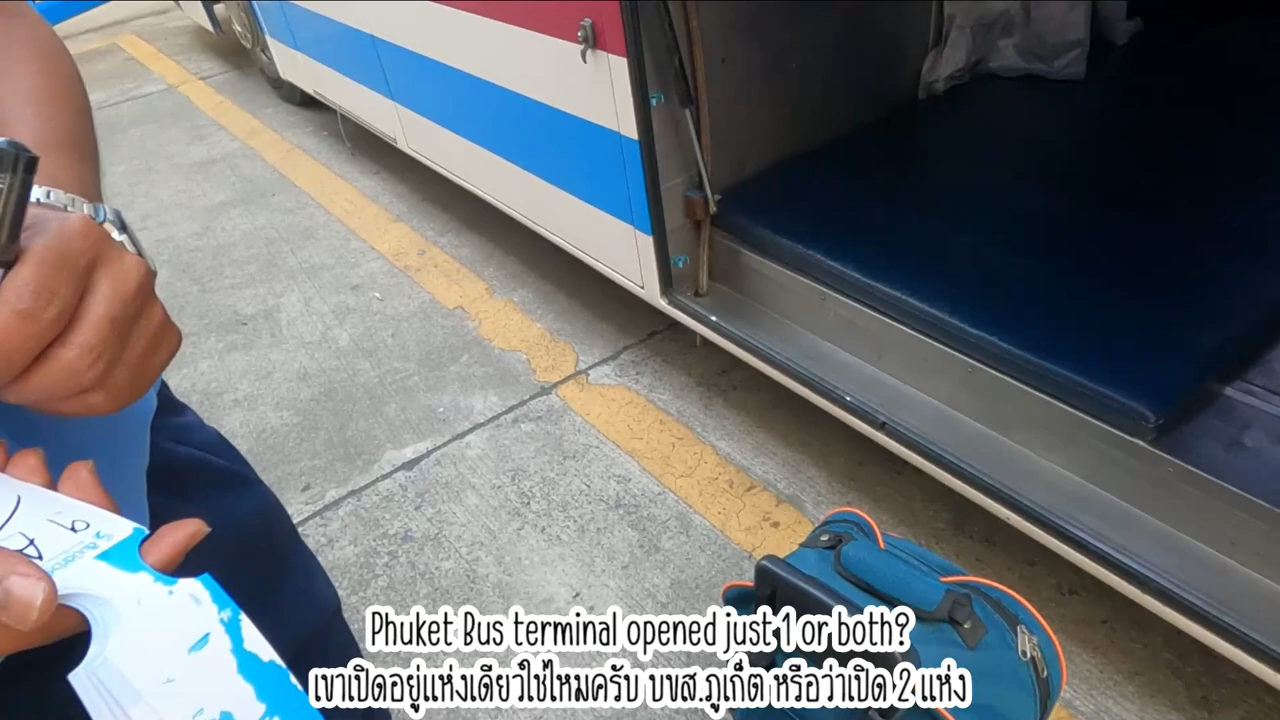 Phuket Bus terminal opened just 1 or both?
เขาเปิดอยู่แห่งเดียวใช่ไหมครับ บขส.ภูเก็ต หรือว่าเปิด 2 แห่ง